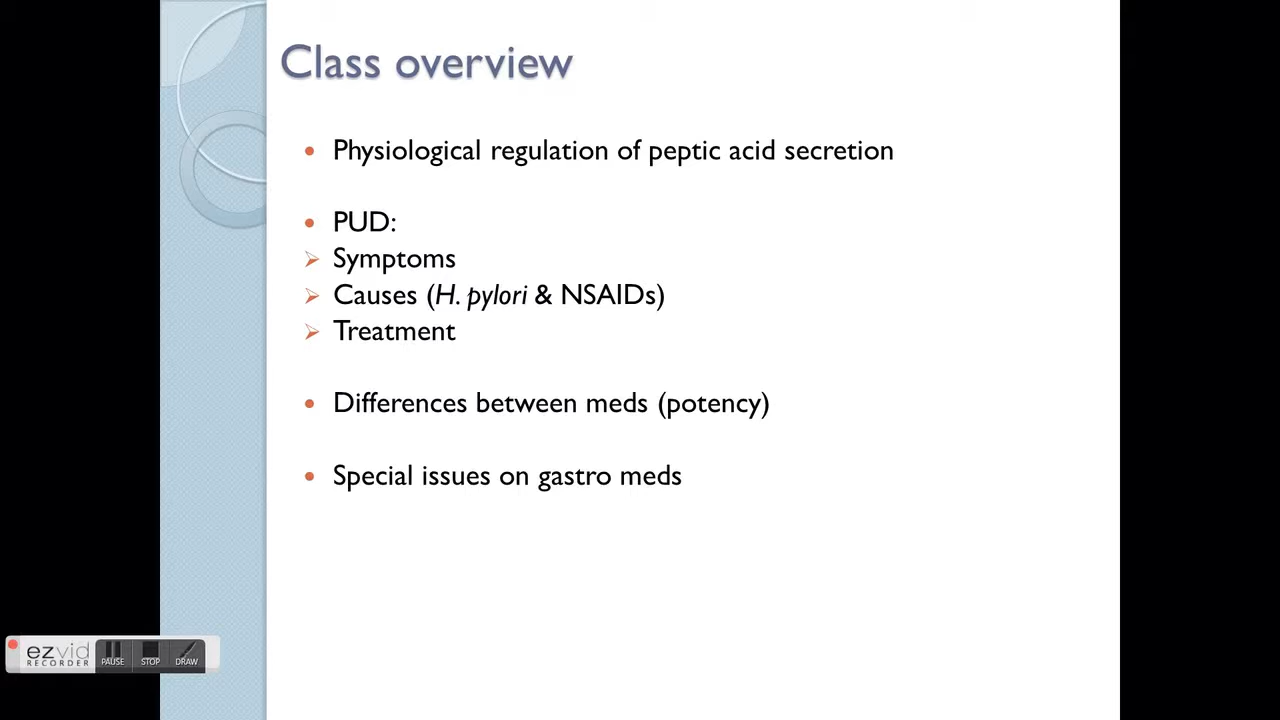 Class overview
• Physiological regulation of peptic acid secretion
• PUD:
➢ Symptoms
➢ Causes (H. pylori & NSAIDs)
➢ Treatment
• Differences between meds (potency)
• Special issues on gastro meds
ezvid
RECORDER
PAUSE
STOP
DRAW